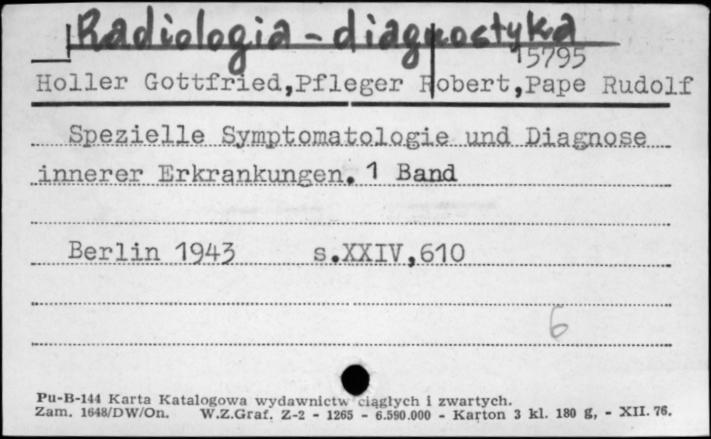 Radiologia - diagnostyka
15795
Holler Gottfried,Pfleger Robert,Pape Rudolf
Spezielle Symptomatologie und Diagnose
innerer Erkrankungen. 1 Band
Berlin 1943 s.XXIV,610
6
Pu-B-144 Karta Katalogowa wydawnictw ciągłych i zwartych.
Zam. 1648/DW/On. W.Z.Graf. Z-2 - 1265 - 6.590.000 - Karton 3 kl. 180 g, - XII. 76.